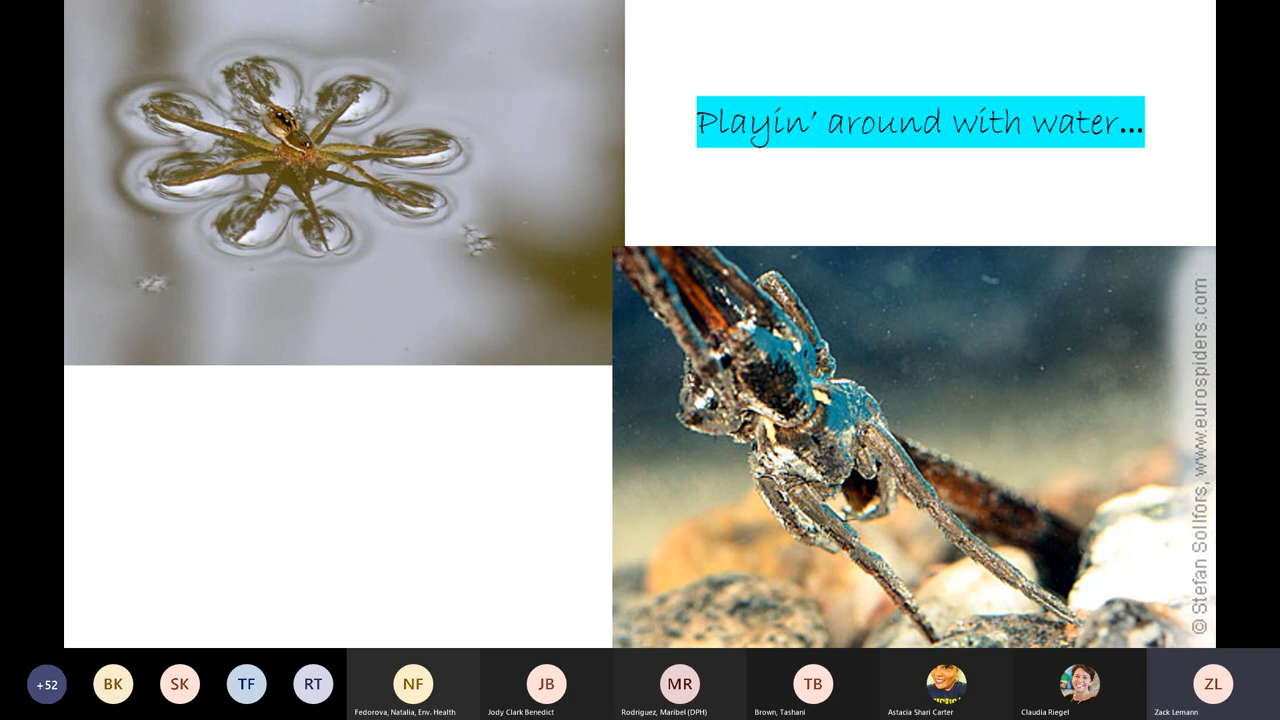 Playin' around with water...
© Stefan Sollfors, www.eurospiders.com
+52
BK
SK
TF
RT
NF
JB
MR
TB
ZL
Fedorova, Natalia, Env. Health
Jody Clark Benedict
Rodriguez, Maribel (DPH)
Brown, Tashani
Astacia Shari Carter
Claudia Riegel
Zack Lemann